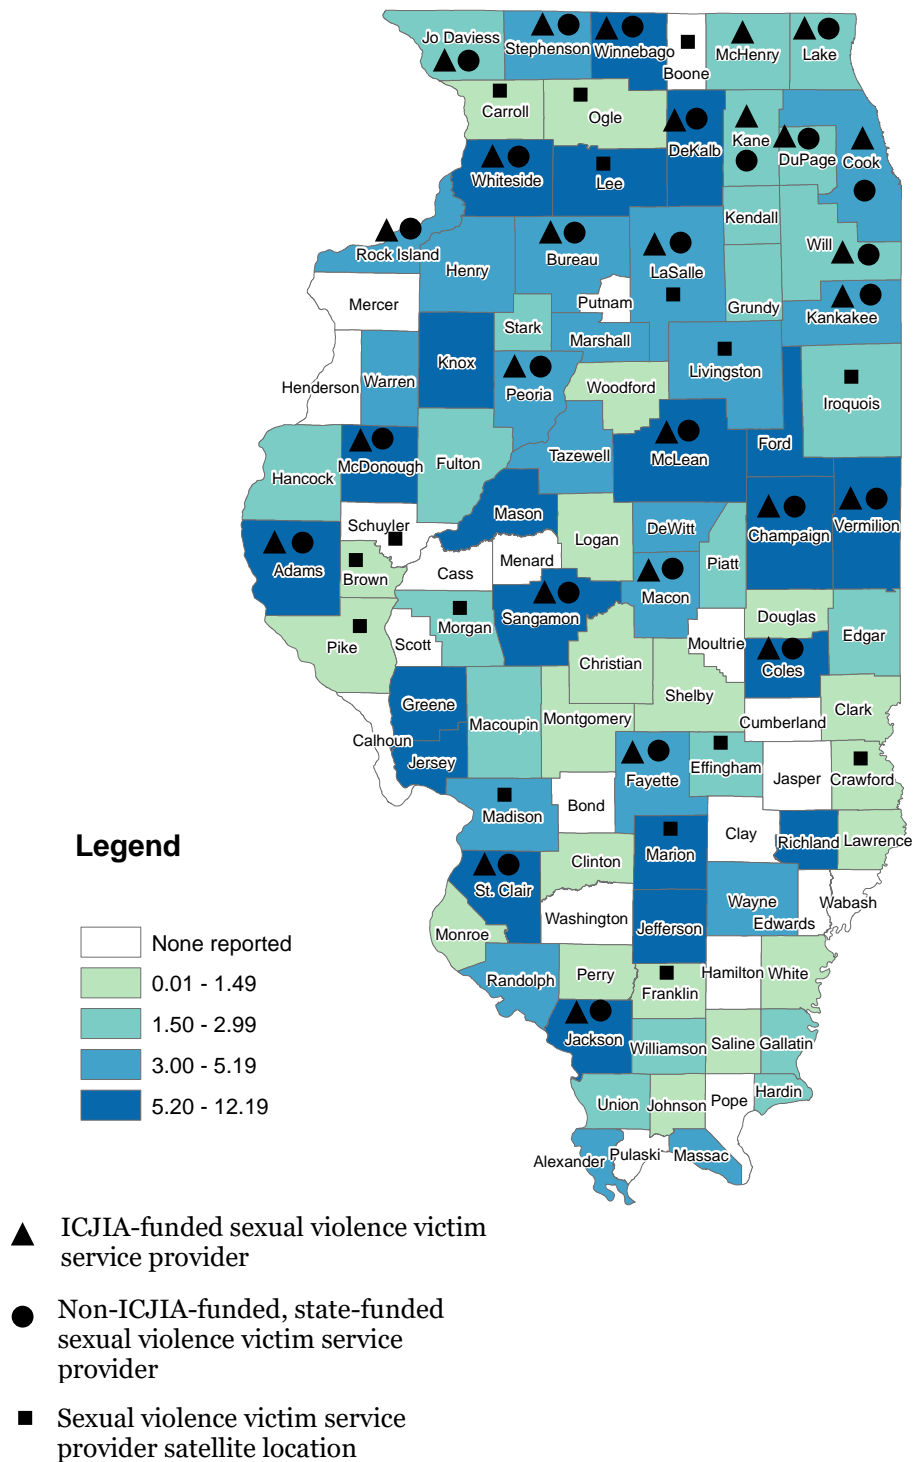 Jo Daviess
Stephenson
Winnebago
Boone
McHenry
Lake
Carroll
Ogle
DeKalb
Kane
DuPage
Cook
Whiteside
Lee
Kendall
Will
Rock Island
Henry
Bureau
LaSalle
Grundy
Kankakee
Mercer
Putnam
Stark
Marshall
Knox
Henderson
Warren
Peoria
Woodford
Livingston
Iroquois
Hancock
McDonough
Fulton
Tazewell
McLean
Ford
Mason
Schuyler
Logan
DeWitt
Champaign
Vermilion
Adams
Brown
Cass
Menard
Piatt
Macon
Sangamon
Morgan
Pike
Scott
Douglas
Moultrie
Edgar
Christian
Coles
Shelby
Greene
Macoupin
Montgomery
Cumberland
Clark
Calhoun
Jersey
Fayette
Effingham
Jasper
Crawford
Madison
Bond
Clay
Richland
Lawrence
Marion
St. Clair
Clinton
Wayne
Edwards
Wabash
Washington
Jefferson
Monroe
Randolph
Perry
Franklin
Hamilton
White
Jackson
Williamson
Saline
Gallatin
Union
Johnson
Pope
Hardin
Alexander
Pulaski
Massac
Legend
None reported
0.01 - 1.49
1.50 - 2.99
3.00 - 5.19
5.20 - 12.19
ICJIA-funded sexual violence victim
service provider
Non-ICJIA-funded, state-funded
sexual violence victim service
provider
Sexual violence victim service
provider satellite location